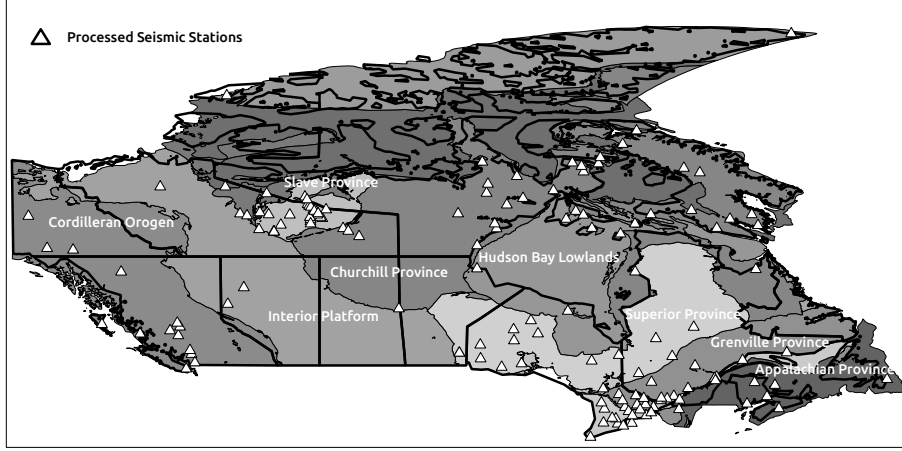 Processed Seismic Stations
Slave Province
Cordilleran Orogen
Hudson Bay Lowlands
Churchill Province
Interior Platform
Superior Province
Grenville Province
Appalachian Province